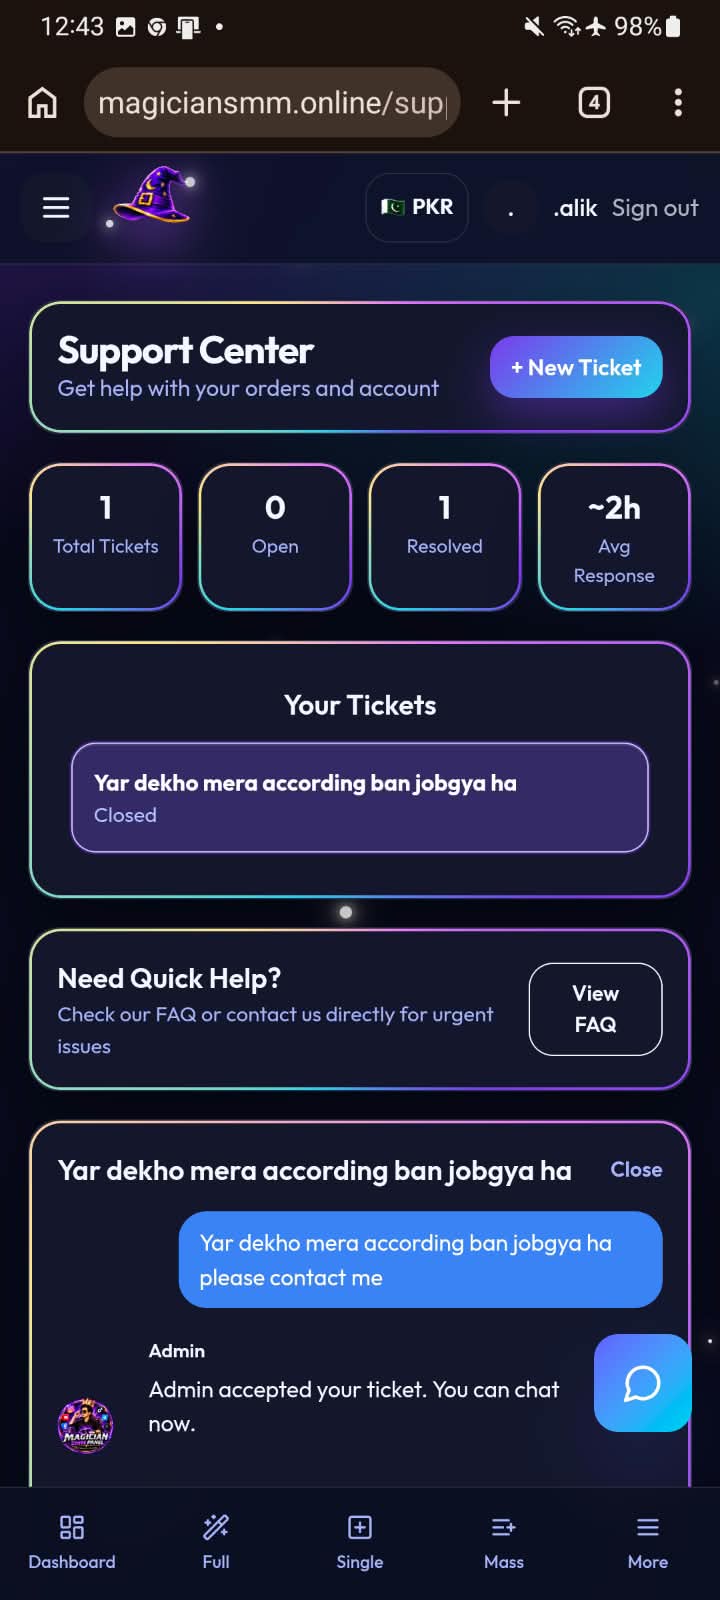 12:43
98%
magiciansmm.online/sup
4
PKR
.
.alik
Sign out
Support Center
Get help with your orders and account
+ New Ticket
1
Total Tickets
0
Open
1
Resolved
~2h
Avg
Response
Your Tickets
Yar dekho mera according ban jobgya ha
Closed
Need Quick Help?
Check our FAQ or contact us directly for urgent
issues
View
FAQ
Yar dekho mera according ban jobgya ha
Close
Yar dekho mera according ban jobgya ha
please contact me
Admin
Admin accepted your ticket. You can chat
now.
MAGICIAN
Dashboard
Full
Single
Mass
More